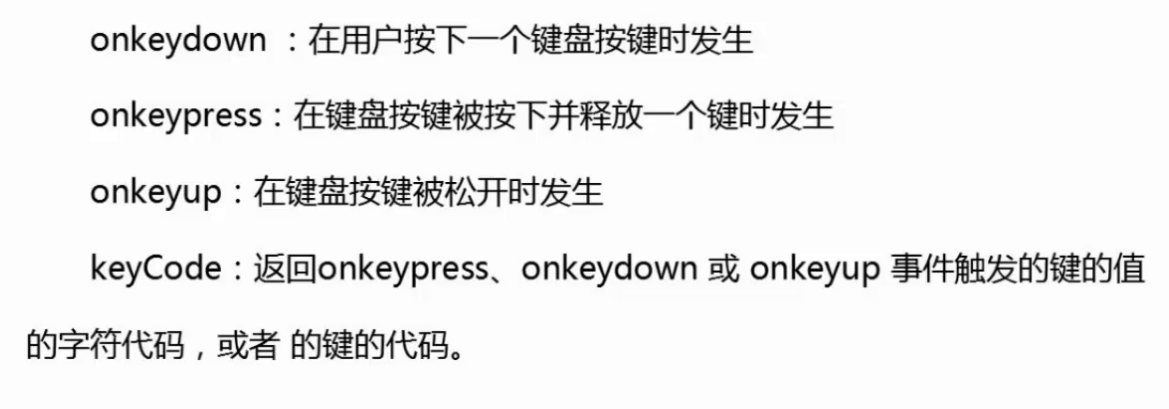 onkeydown ：在用户按下一个键盘按键时发生
onkeypress：在键盘按键被按下并释放一个键时发生
onkeyup：在键盘按键被松开时发生
keyCode：返回onkeypress、onkeydown 或 onkeyup 事件触发的键的值
的字符代码，或者 的键的代码。